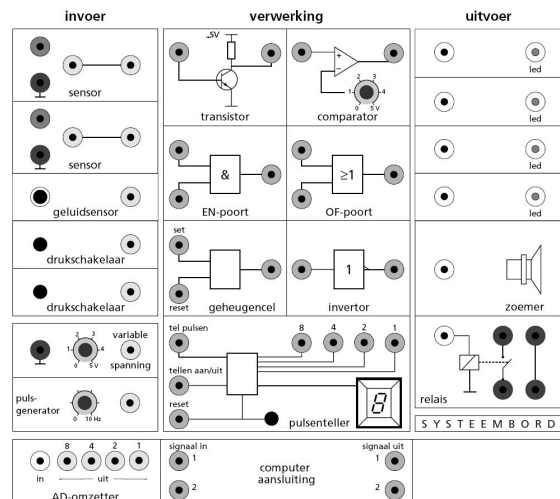 invoer
verwerking
uitvoer
sensor
sensor
geluidsensor
drukschakelaar
drukschakelaar
0 1 2 3 4 5 V
variable
spanning
puls-
generator
0 10 Hz
8 4 2 1
in
uit
AD-omzetter
5V
transistor
+
−
0 1 2 3 4 5 V
comparator
&
EN-poort
≥1
OF-poort
set
reset
geheugencel
1
invertor
tel pulsen
tellen aan/uit
reset
8 4 2 1
8
pulsenteller
signaal in
1
2
computer
aansluiting
signaal uit
1
2
led
led
led
led
zoemer
relais
SYSTEEMBORD